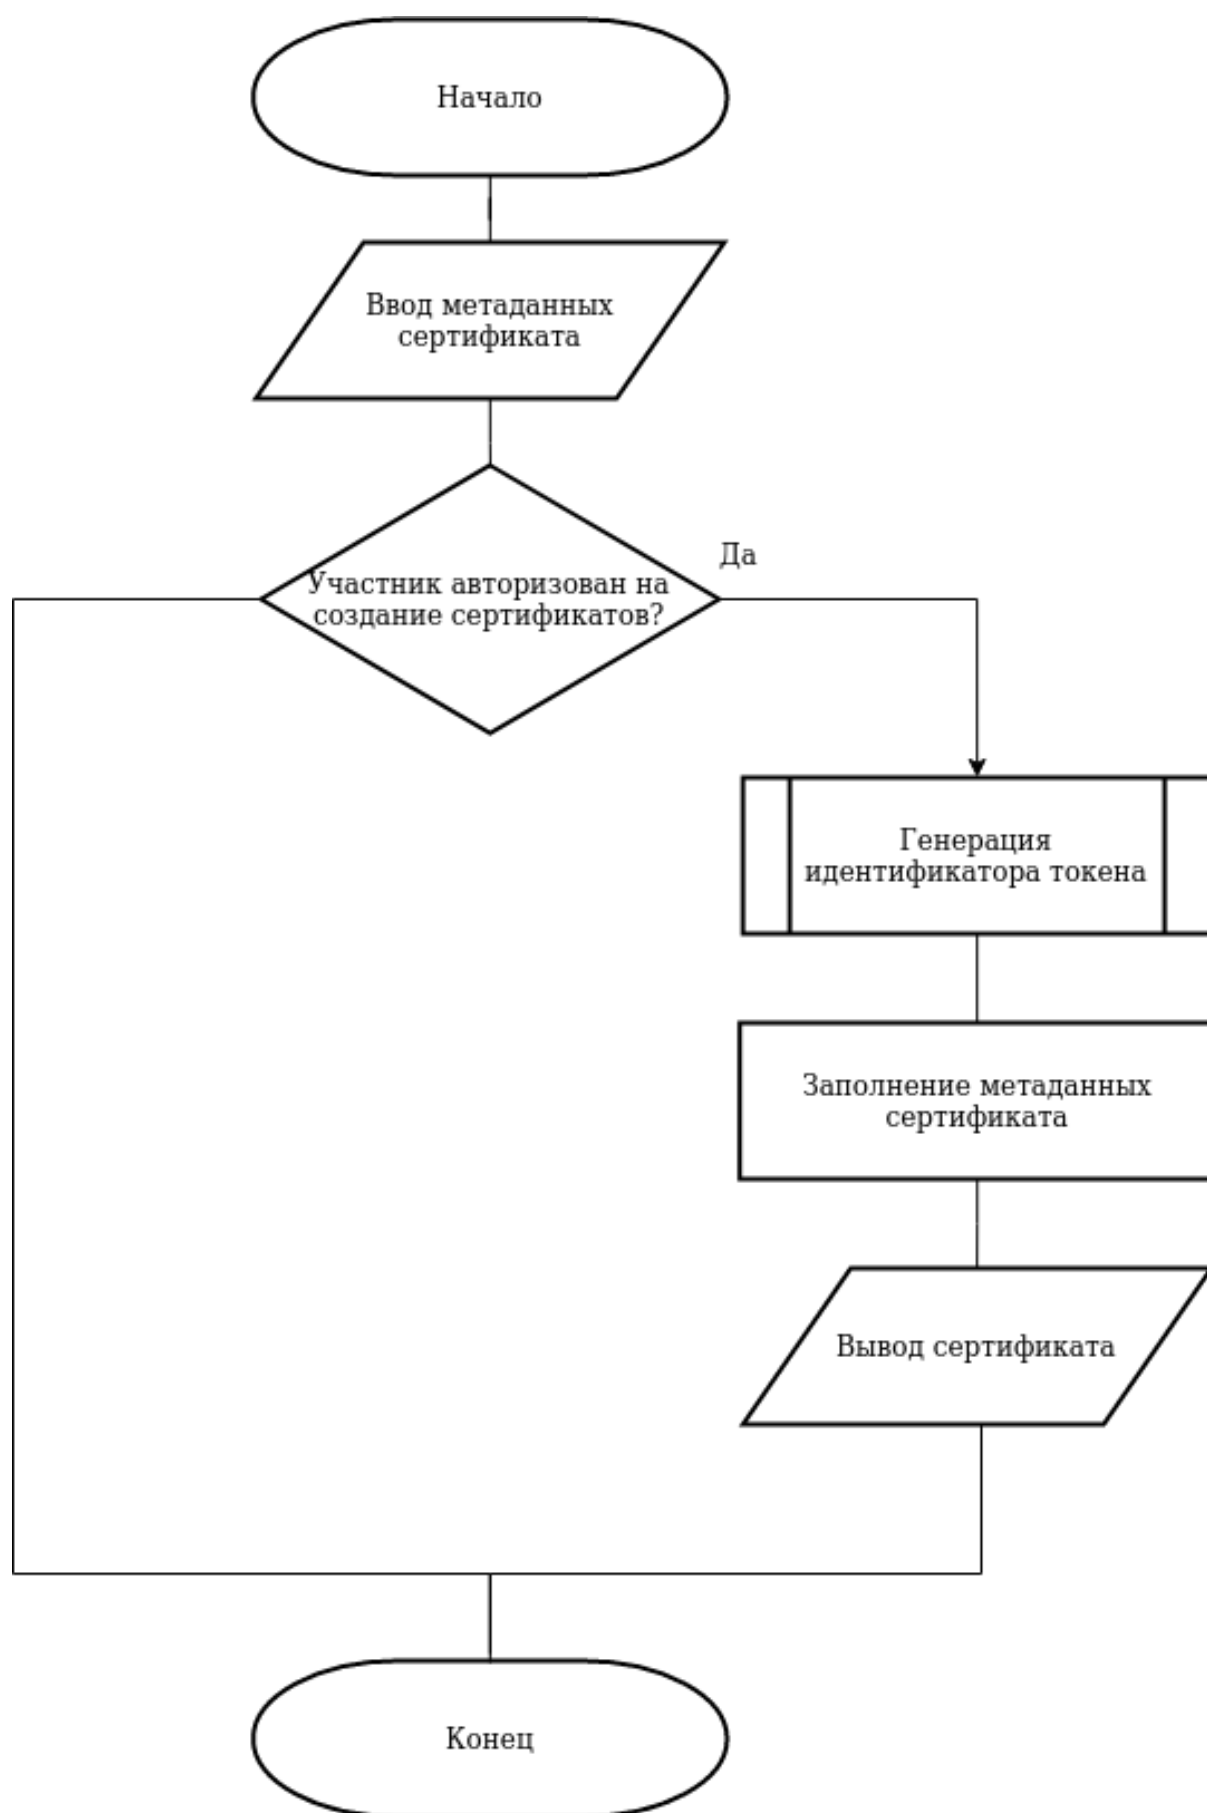 Начало
Ввод метаданных
сертификата
Да
Участник авторизован на
создание сертификатов?
Генерация
идентификатора токена
Заполнение метаданных
сертификата
Вывод сертификата
Конец